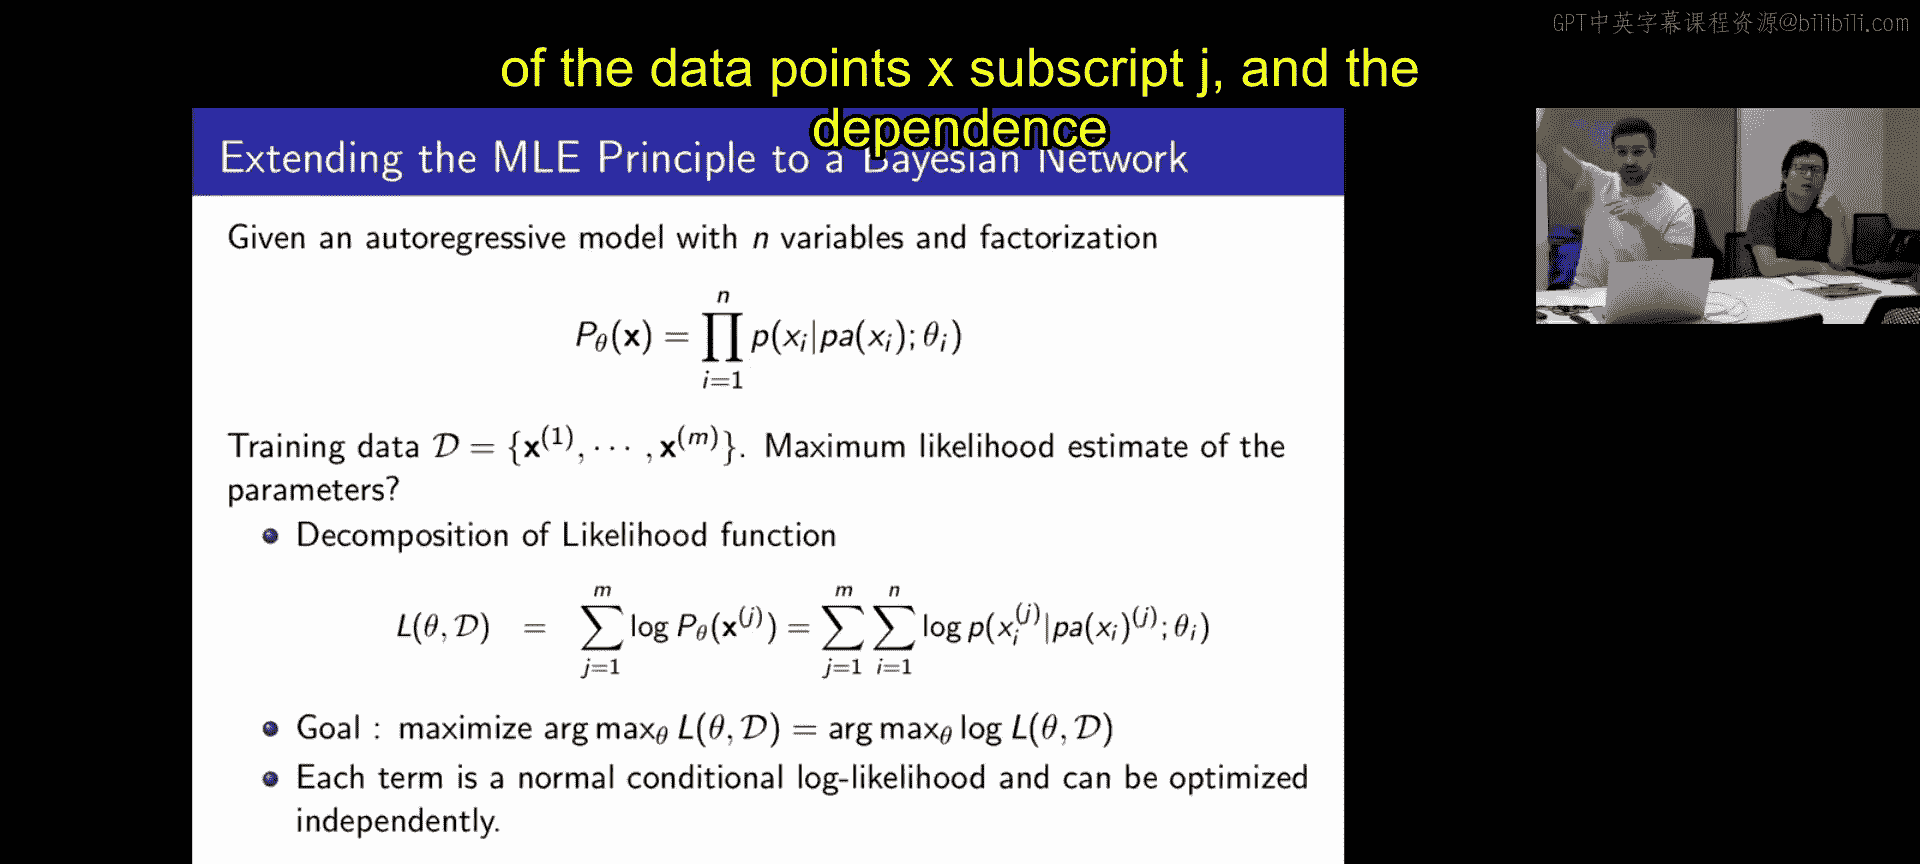 GPT中英字幕课程资源@bilibili.com
of the data points x subscript j, and the
dependence
Extending the MLE Principle to a Bayesian Network
Given an autoregressive model with n variables and factorization
P_θ(𝐱) = ∏_{i=1}^{n} p(x_i|pa(x_i); θ_i)
Training data 𝒟 = {𝐱^{(1)}, ⋯ , 𝐱^{(m)}}. Maximum likelihood estimate of the
parameters?
Decomposition of Likelihood function
L(θ, 𝒟) = ∑_{j=1}^{m} log P_θ(𝐱^{(j)}) = ∑_{j=1}^{m} ∑_{i=1}^{n} log p(x_i^{(j)}|pa(x_i)^{(j)}; θ_i)
Goal : maximize arg max_θ L(θ, 𝒟) = arg max_θ log L(θ, 𝒟)
Each term is a normal conditional log-likelihood and can be optimized
independently.